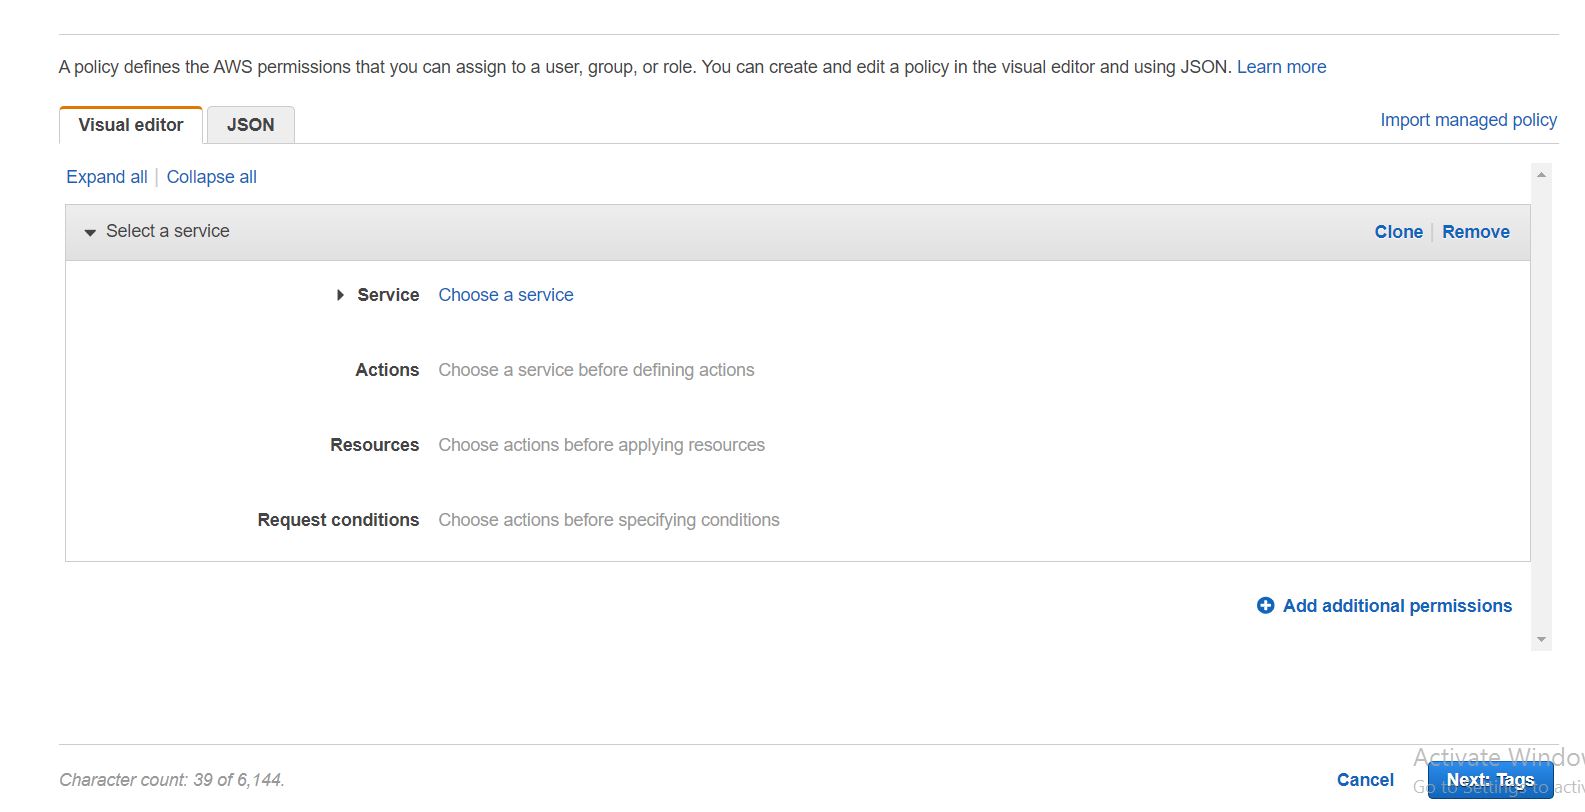 A policy defines the AWS permissions that you can assign to a user, group, or role. You can create and edit a policy in the visual editor and using JSON. Learn more
Visual editor JSON Import managed policy
Expand all Collapse all
Select a service Clone Remove
Service Choose a service
Actions Choose a service before defining actions
Resources Choose actions before applying resources
Request conditions Choose actions before specifying conditions
Add additional permissions
Activate Window
Character count: 39 of 6,144. Cancel Next: Tags
Go to Settings to activ